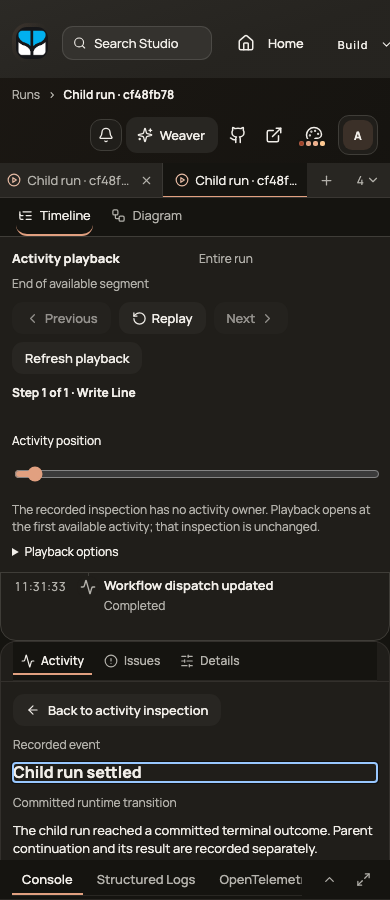 Search Studio
Home
Build
Runs > Child run · cf48fb78
Weaver
A
Child run · cf48f...
Child run · cf48f...
4
Timeline
Diagram
Activity playback
Entire run
End of available segment
Previous
Replay
Next
Refresh playback
Step 1 of 1 · Write Line
Activity position
The recorded inspection has no activity owner. Playback opens at
the first available activity; that inspection is unchanged.
Playback options
11:31:33
Workflow dispatch updated
Completed
Activity
Issues
Details
Back to activity inspection
Recorded event
Child run settled
Committed runtime transition
The child run reached a committed terminal outcome. Parent
continuation and its result are recorded separately.
Console
Structured Logs
OpenTelemet